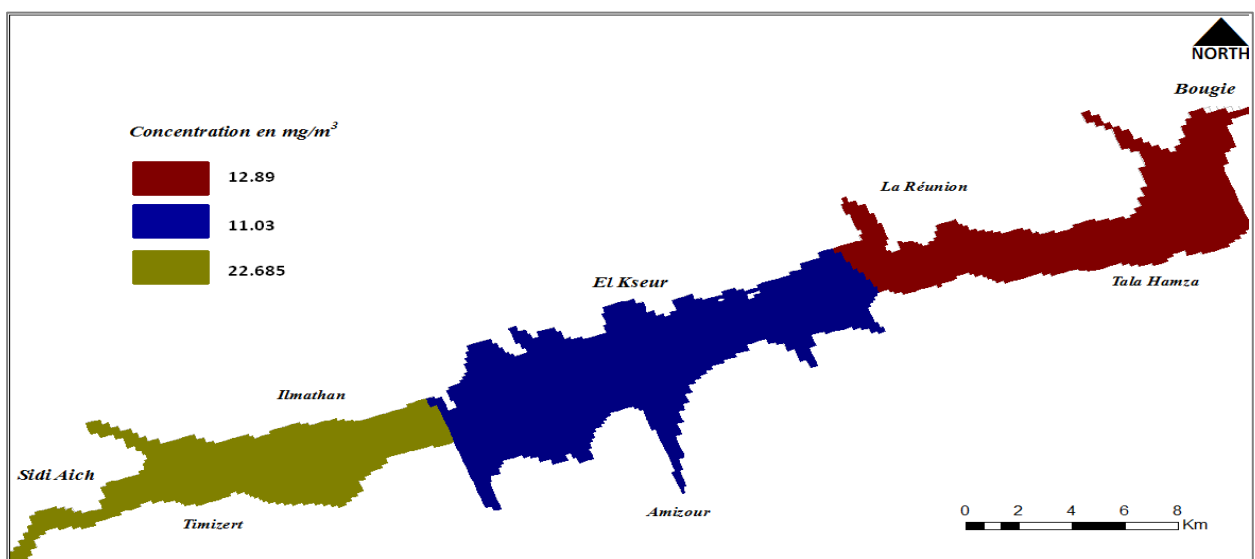 NORTH
Bougie
Concentration en mg/m³
12.89
La Réunion
11.03
22.685
El Kseur
Tala Hamza
Ilmathan
Sidi Aich
Amizour
Timizert
0 2 4 6 8
Km